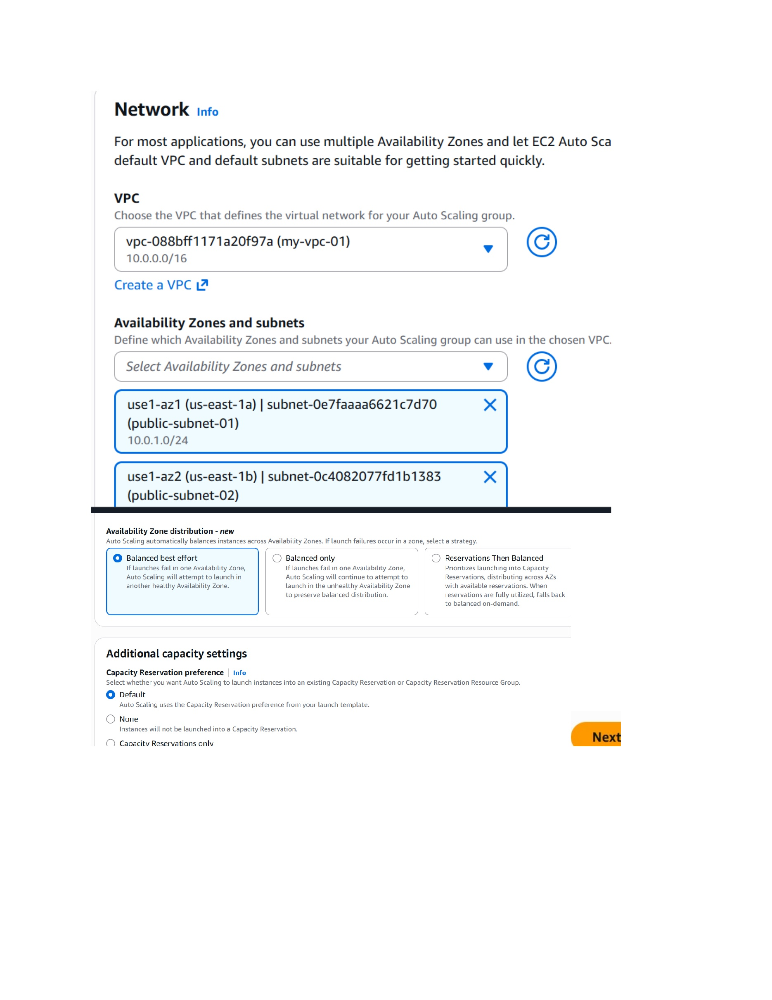 Network Info
For most applications, you can use multiple Availability Zones and let EC2 Auto Sca
default VPC and default subnets are suitable for getting started quickly.
VPC
Choose the VPC that defines the virtual network for your Auto Scaling group.
vpc-088bff1171a20f97a (my-vpc-01)
10.0.0.0/16
Create a VPC
Availability Zones and subnets
Define which Availability Zones and subnets your Auto Scaling group can use in the chosen VPC.
Select Availability Zones and subnets
use1-az1 (us-east-1a) | subnet-0e7faaaa6621c7d70
(public-subnet-01)
10.0.1.0/24
use1-az2 (us-east-1b) | subnet-0c4082077fd1b1383
(public-subnet-02)
Availability Zone distribution - new
Auto Scaling automatically balances instances across Availability Zones. If launch failures occur in a zone, select a strategy.
Balanced best effort
If launches fail in one Availability Zone,
Auto Scaling will attempt to launch in
another healthy Availability Zone.
Balanced only
If launches fail in one Availability Zone,
Auto Scaling will continue to attempt to
launch in the unhealthy Availability Zone
to preserve balanced distribution.
Reservations Then Balanced
Prioritizes launching into Capacity
Reservations, distributing across AZs
with available reservations. When
reservations are fully utilized, falls back
to balanced on-demand.
Additional capacity settings
Capacity Reservation preference | Info
Select whether you want Auto Scaling to launch instances into an existing Capacity Reservation or Capacity Reservation Resource Group.
Default
Auto Scaling uses the Capacity Reservation preference from your launch template.
None
Instances will not be launched into a Capacity Reservation.
Capacity Reservations only
Next